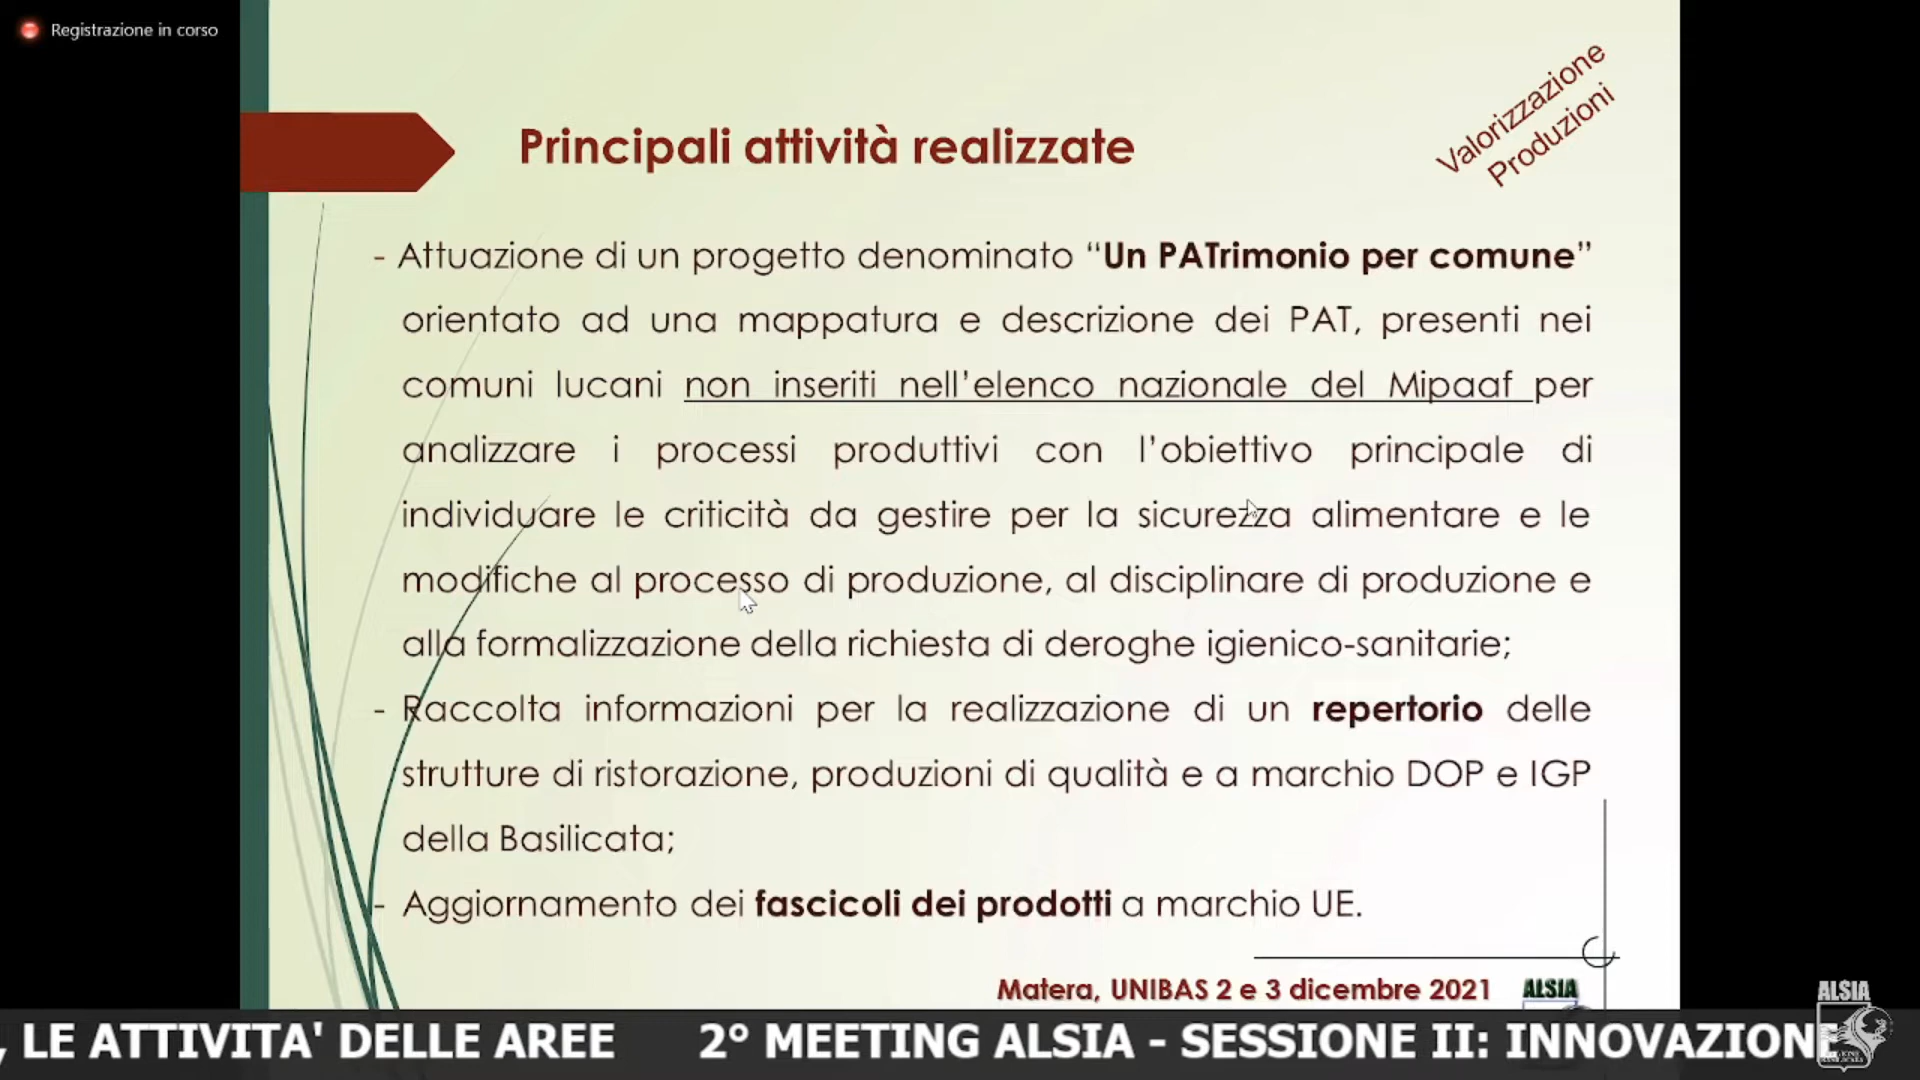 Registrazione in corso
Valorizzazione
Produzioni
Principali attività realizzate
- Attuazione di un progetto denominato “Un PATrimonio per comune”
orientato ad una mappatura e descrizione dei PAT, presenti nei
comuni lucani non inseriti nell’elenco nazionale del Mipaaf per
analizzare i processi produttivi con l’obiettivo principale di
individuare le criticità da gestire per la sicurezza alimentare e le
modifiche al processo di produzione, al disciplinare di produzione e
alla formalizzazione della richiesta di deroghe igienico-sanitarie;
- Raccolta informazioni per la realizzazione di un repertorio delle
strutture di ristorazione, produzioni di qualità e a marchio DOP e IGP
della Basilicata;
- Aggiornamento dei fascicoli dei prodotti a marchio UE.
Matera, UNIBAS 2 e 3 dicembre 2021
ALSIA
ALSIA
, LE ATTIVITA' DELLE AREE 2° MEETING ALSIA - SESSIONE II: INNOVAZIONE